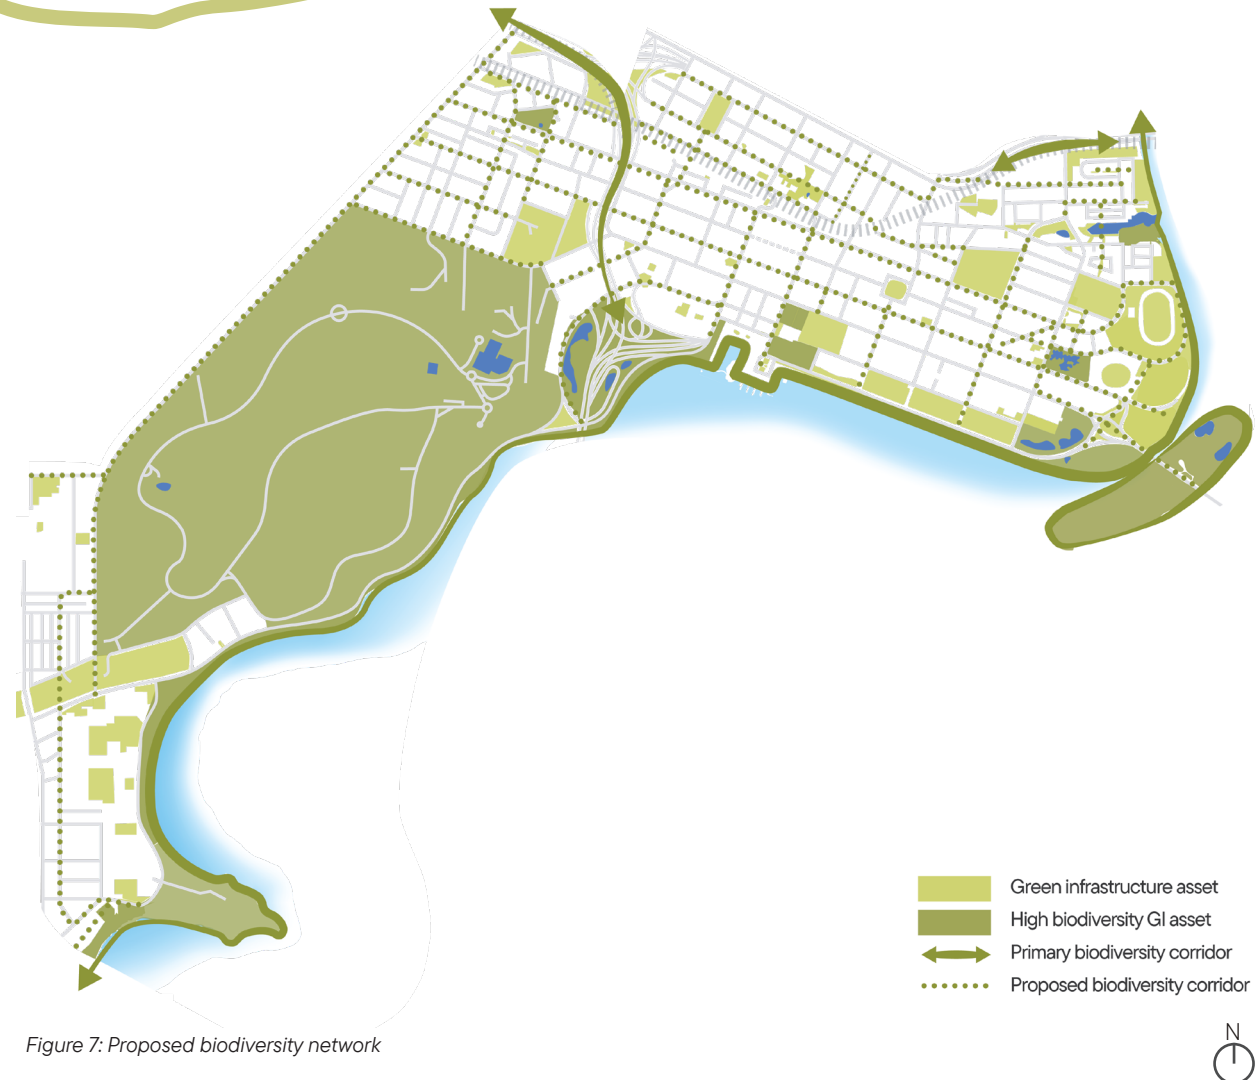 Green infrastructure asset
High biodiversity GI asset
Primary biodiversity corridor
Proposed biodiversity corridor
Figure 7: Proposed biodiversity network
N